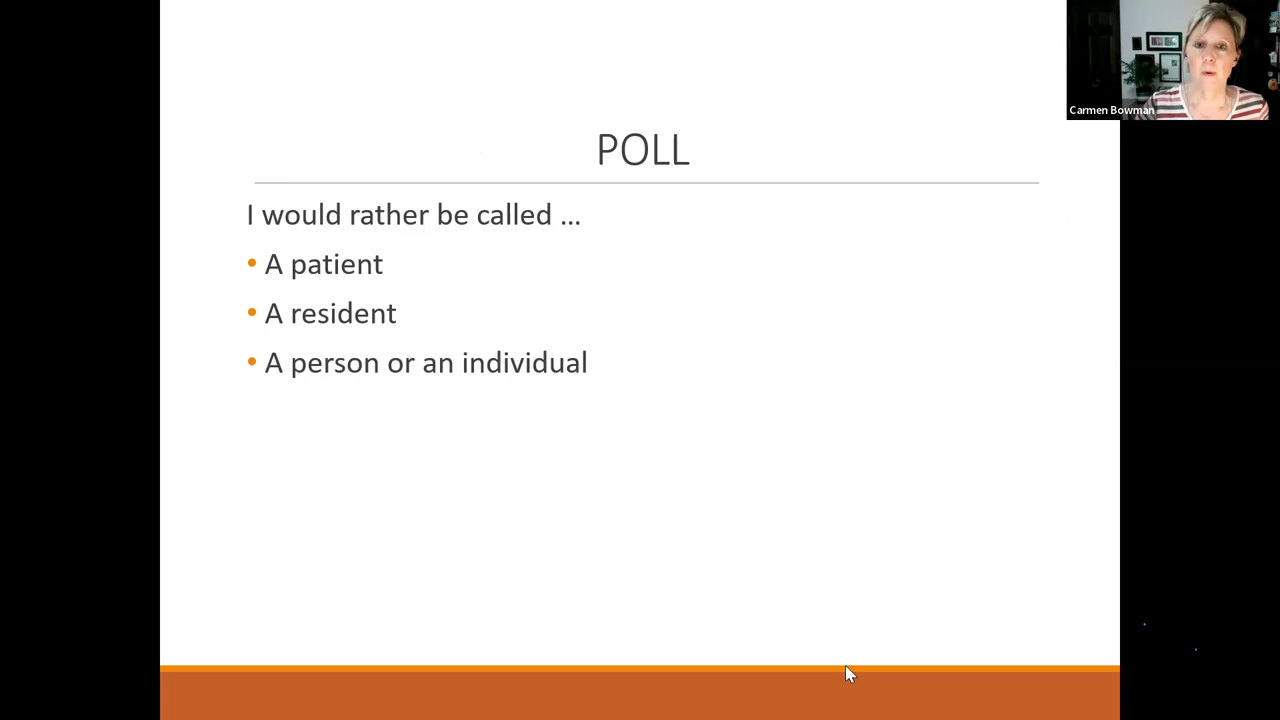 Carmen Bowman
POLL
I would rather be called ...
• A patient
• A resident
• A person or an individual